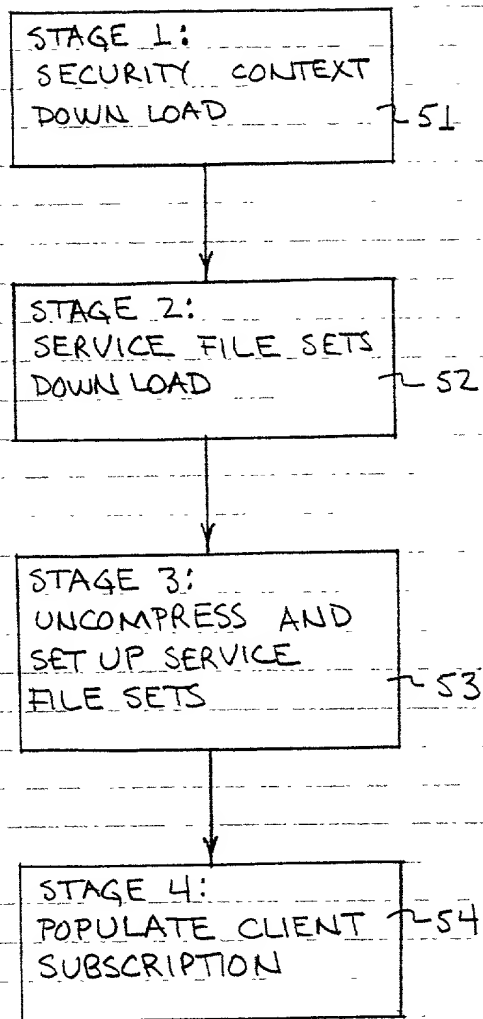 STAGE 1:
SECURITY CONTEXT
DOWN LOAD
51
STAGE 2:
SERVICE FILE SETS
DOWN LOAD
52
STAGE 3:
UNCOMPRESS AND
SET UP SERVICE
FILE SETS
53
STAGE 4:
POPULATE CLIENT
54
SUBSCRIPTION